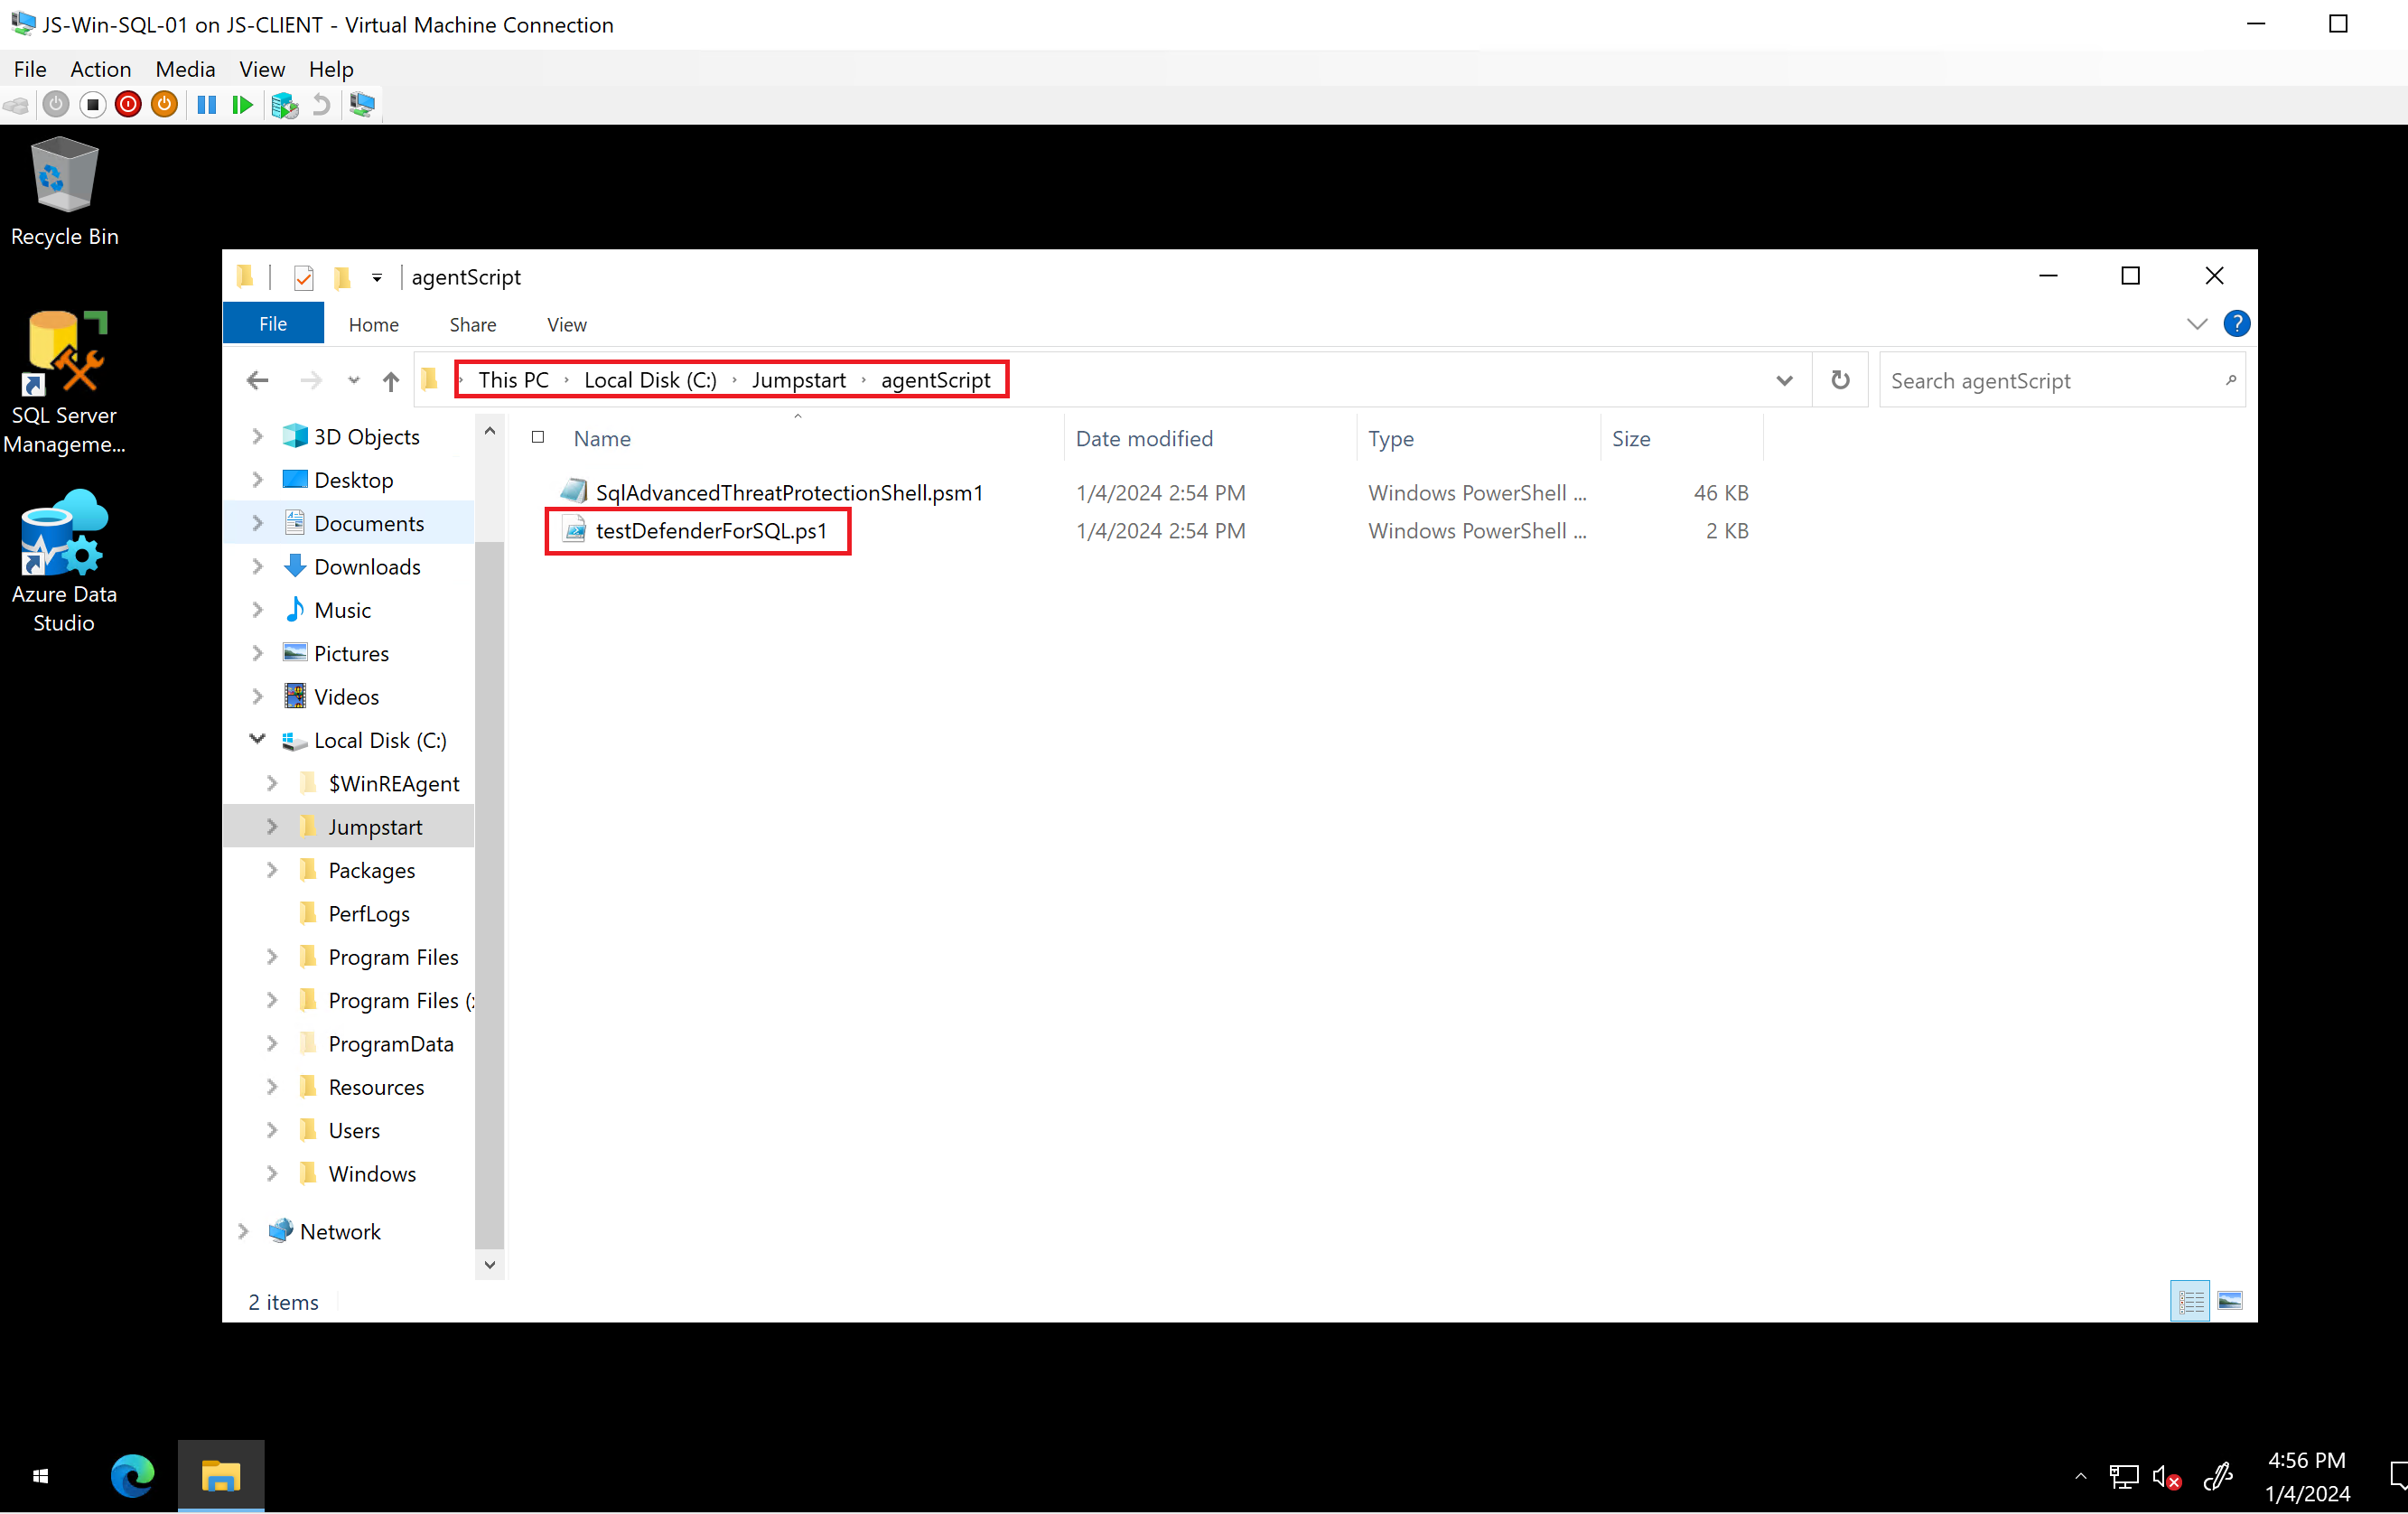 JS-Win-SQL-01 on JS-CLIENT - Virtual Machine Connection
File Action Media View Help
Recycle Bin
SQL Server
Manageme...
Azure Data
Studio
agentScript
File Home Share View
?
This PC › Local Disk (C:) › Jumpstart › agentScript
Search agentScript
Name Date modified Type Size
SqlAdvancedThreatProtectionShell.psm1 1/4/2024 2:54 PM Windows PowerShell ... 46 KB
testDefenderForSQL.ps1 1/4/2024 2:54 PM Windows PowerShell ... 2 KB
3D Objects
Desktop
Documents
Downloads
Music
Pictures
Videos
Local Disk (C:)
$WinREAgent
Jumpstart
Packages
PerfLogs
Program Files
Program Files (
ProgramData
Resources
Users
Windows
Network
2 items
4:56 PM
1/4/2024